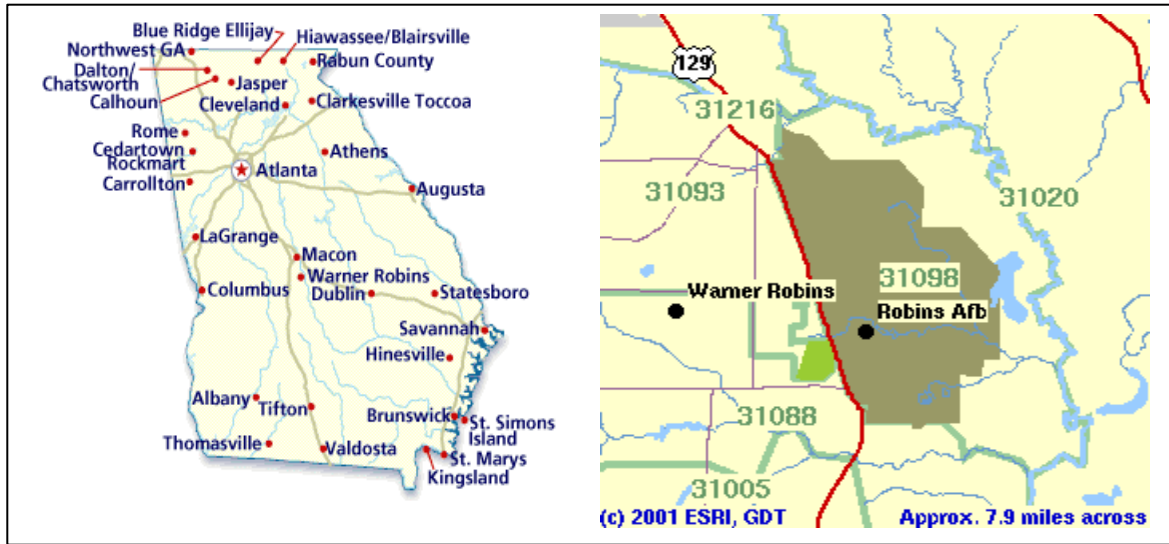 Blue Ridge Ellijay
Hiawassee/Blairsville
Northwest GA
Rabun County
Dalton/
Chatsworth
Jasper
Calhoun
Cleveland
Clarkesville Toccoa
Rome
Cedartown
Athens
Rockmart
Atlanta
Carrollton
Augusta
LaGrange
Macon
Warner Robins
Columbus
Dublin
Statesboro
Savannah
Hinesville
Albany
Tifton
Brunswick
St. Simons
Island
Thomasville
Valdosta
St. Marys
Kingsland
129
31216
31093
31020
31098
Warner Robins
Robins Afb
31088
31005
(c) 2001 ESRI, GDT
Approx. 7.9 miles across